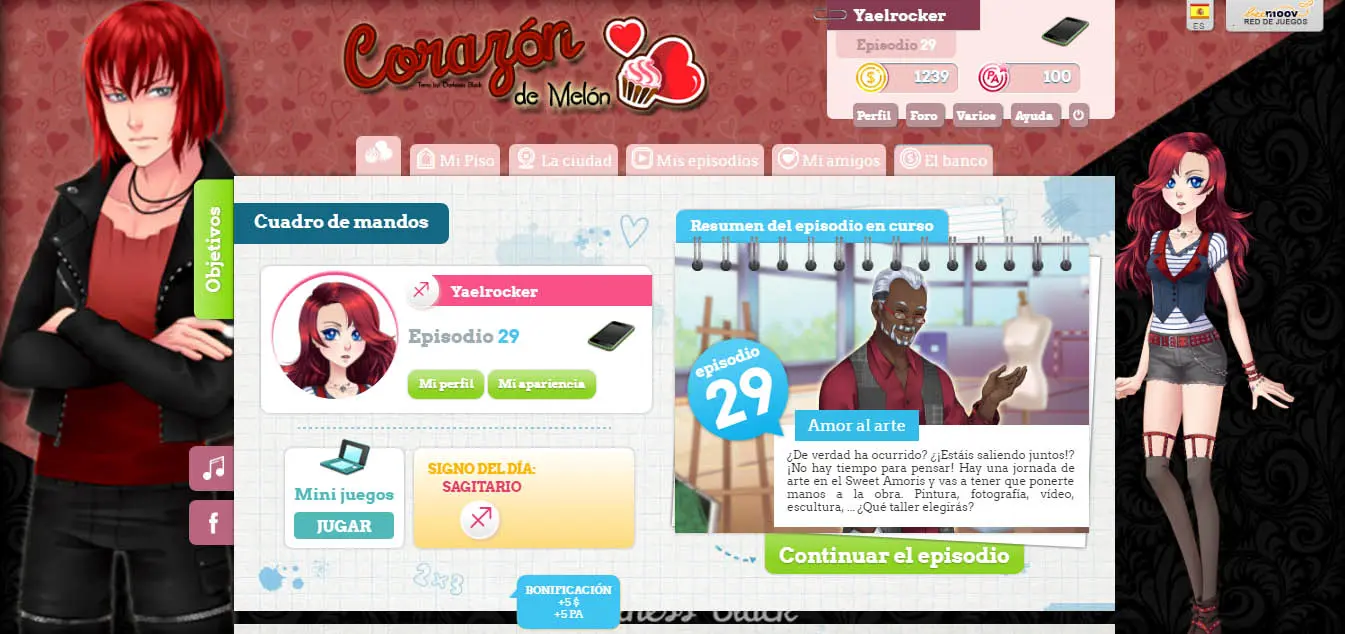 Corazón
de Melón
Yaelrocker
Episodio 29
1239
PA
100
Perfil
Foro
Varios
Ayuda
ES
beemoov
RED DE JUEGOS
Mi Piso
La ciudad
Mis episodios
Mi amigos
El banco
Objetivos
Cuadro de mandos
Yaelrocker
Episodio 29
Mi perfil
Mi apariencia
Mini juegos
JUGAR
SIGNO DEL DÍA:
SAGITARIO
2x3
BONIFICACIÓN
+5 $
+5 PA
Resumen del episodio en curso
episodio
29
Amor al arte
¿De verdad ha ocurrido? ¿¡Estáis saliendo juntos!?
¡No hay tiempo para pensar! Hay una jornada de
arte en el Sweet Amoris y vas a tener que ponerte
manos a la obra. Pintura, fotografía, vídeo,
escultura, ... ¿Qué taller elegirás?
Continuar el episodio
f